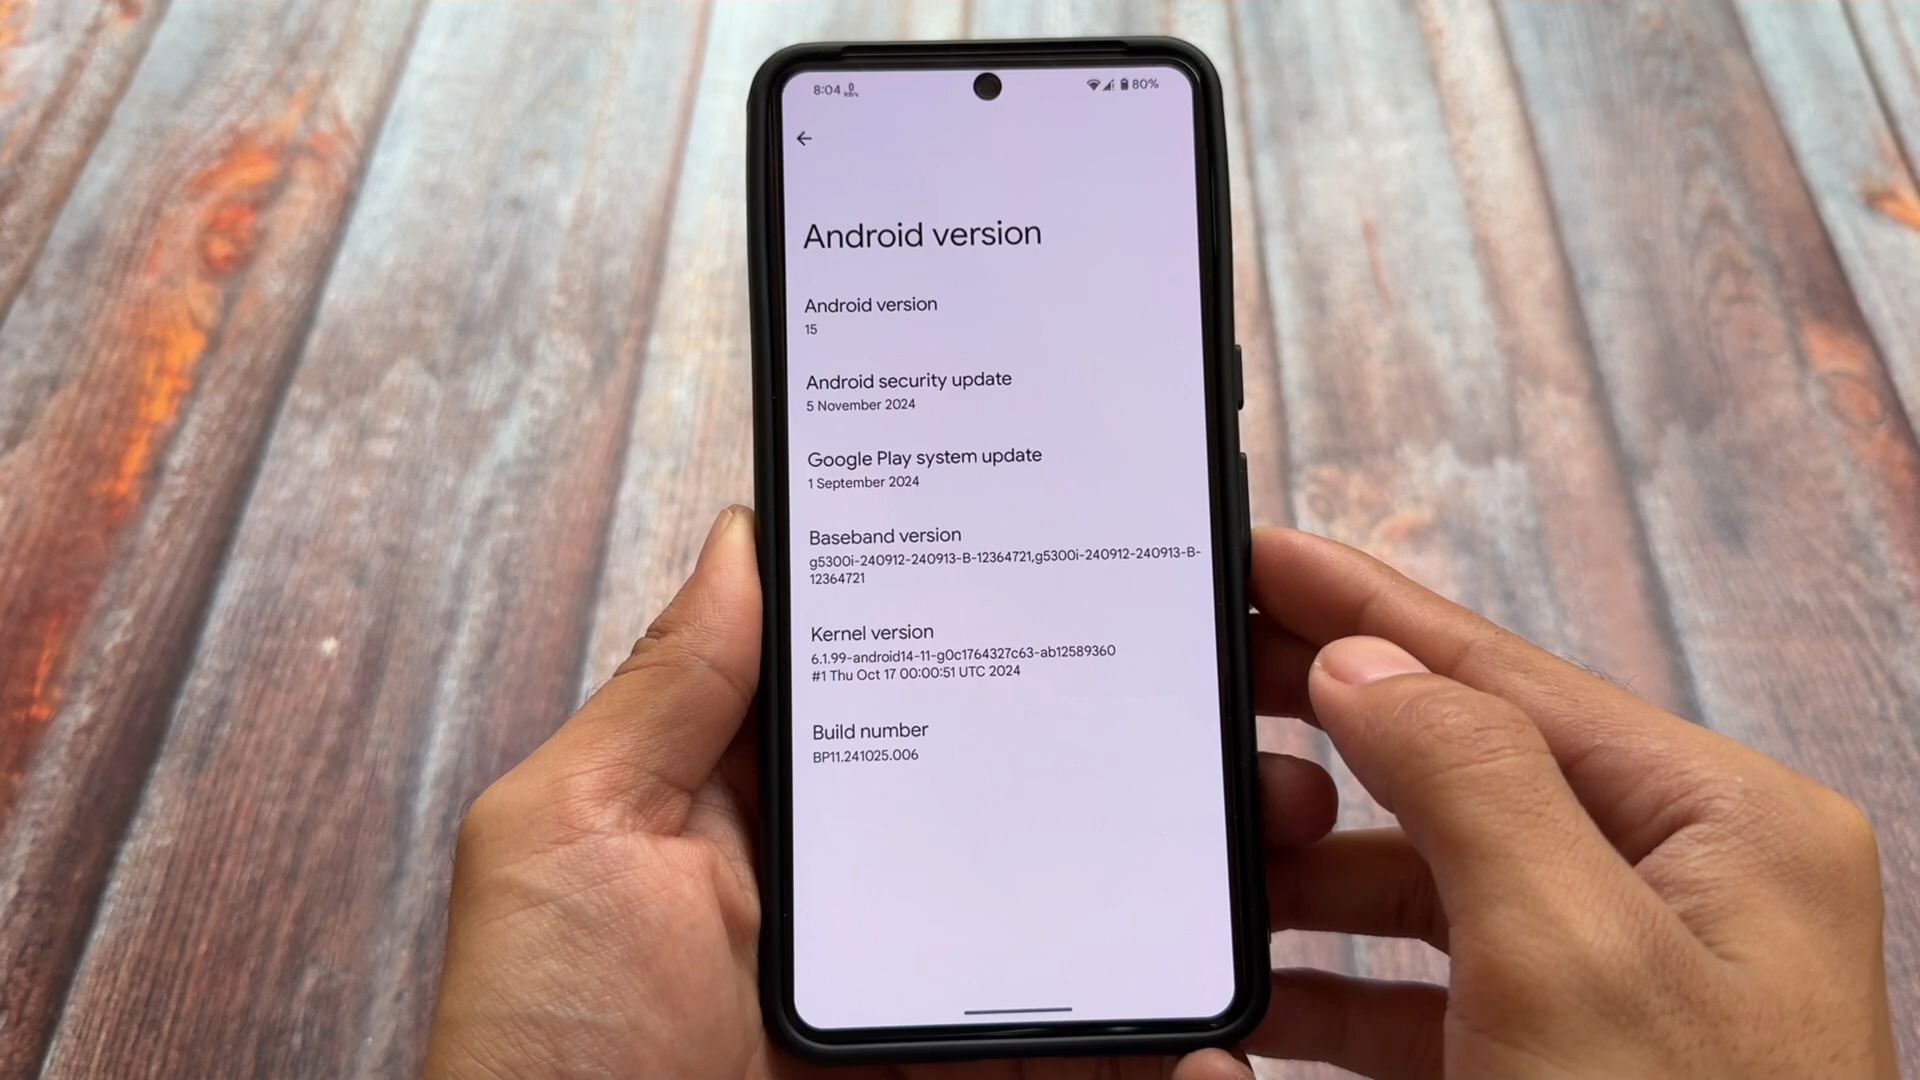 8:04 0 KB/s 80%
Android version
Android version
15
Android security update
5 November 2024
Google Play system update
1 September 2024
Baseband version
g5300i-240912-240913-B-12364721,g5300i-240912-240913-B-
12364721
Kernel version
6.1.99-android14-11-g0c1764327c63-ab12589360
#1 Thu Oct 17 00:00:51 UTC 2024
Build number
BP11.241025.006